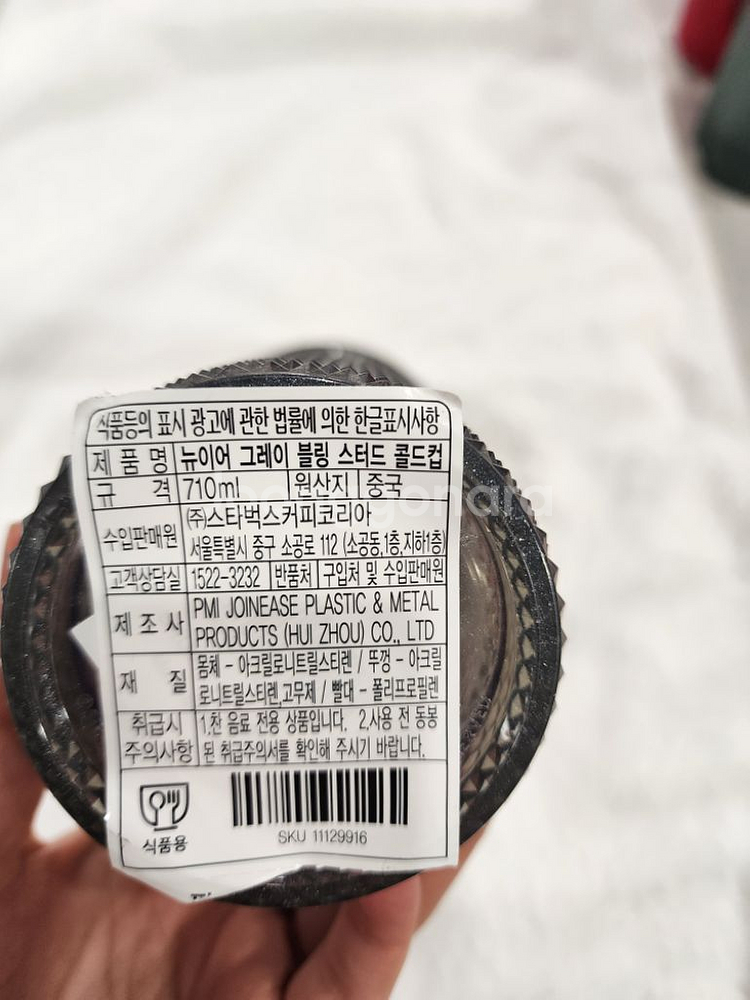 식품등의 표시 광고에 관한 법률에 의한 한글표시사항
제 품 명 뉴이어 그레이 블링 스터드 콜드컵
규 격 710ml 원산지 중국
수입판매원 ㈜스타벅스커피코리아
서울특별시 중구 소공로 112 (소공동,1층,지하1층)
고객상담실 1522-3232 반품처 구입처 및 수입판매원
제 조 사 PMI JOINEASE PLASTIC & METAL
PRODUCTS (HUI ZHOU) CO., LTD
재 질 몸체 - 아크릴로니트릴스티렌 / 뚜껑 - 아크릴
로니트릴스티렌,고무제 / 빨대 - 폴리프로필렌
취급시 1.찬 음료 전용 상품입니다. 2.사용 전 동봉
주의사항 된 취급주의서를 확인해 주시기 바랍니다.
식품용
SKU 11129916